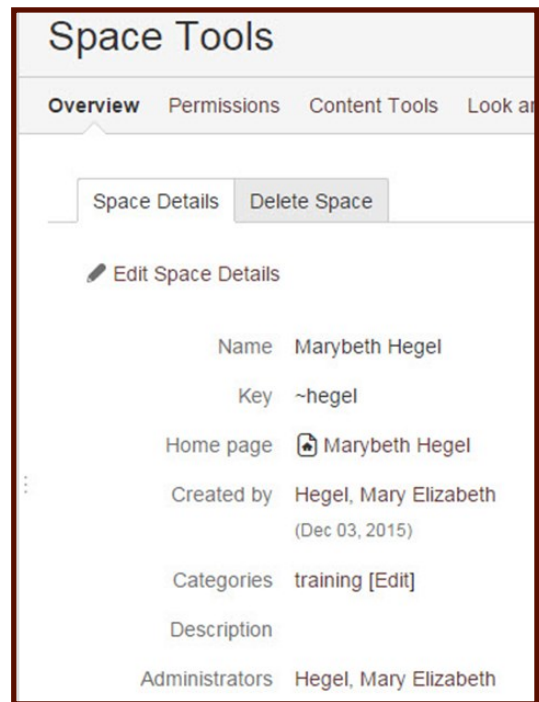 Space Tools
Overview Permissions Content Tools Look
Space Details Delete Space
Edit Space Details
Name Marybeth Hegel
Key ~hegel
Home page Marybeth Hegel
Created by Hegel, Mary Elizabeth
(Dec 03, 2015)
Categories training [Edit]
Description
Administrators Hegel, Mary Elizabeth